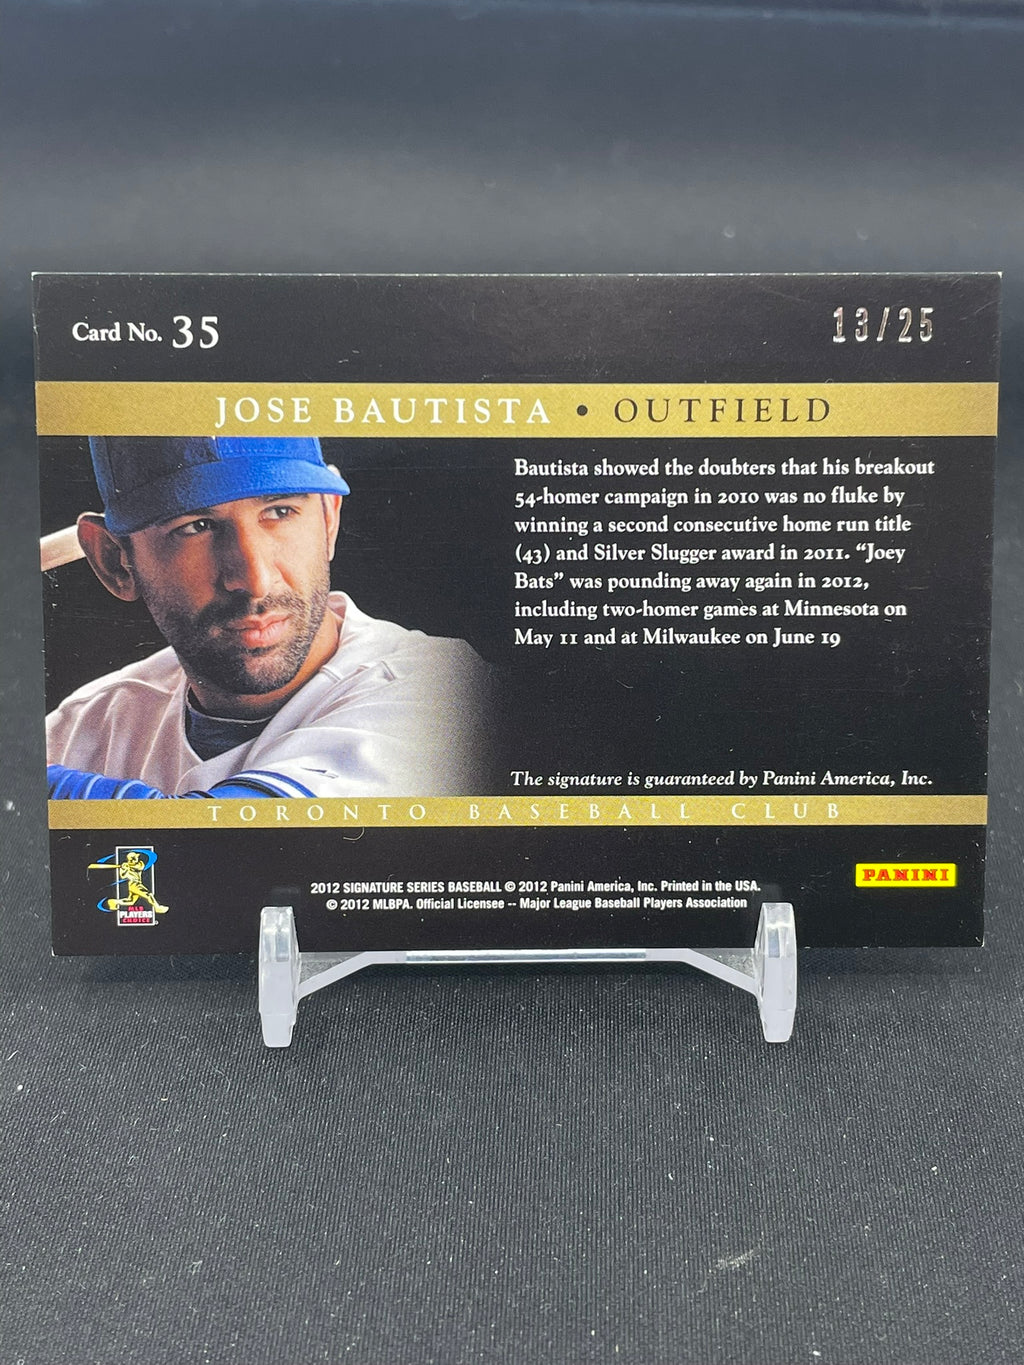 Card No. 35
13/25
JOSE BAUTISTA • OUTFIELD
Bautista showed the doubters that his breakout
54-homer campaign in 2010 was no fluke by
winning a second consecutive home run title
(43) and Silver Slugger award in 2011. “Joey
Bats” was pounding away again in 2012,
including two-homer games at Minnesota on
May 11 and at Milwaukee on June 19
The signature is guaranteed by Panini America, Inc.
TORONTO BASEBALL CLUB
MLB
PLAYERS
CHOICE
PANINI
2012 SIGNATURE SERIES BASEBALL © 2012 Panini America, Inc. Printed in the USA.
© 2012 MLBPA. Official Licensee -- Major League Baseball Players Association